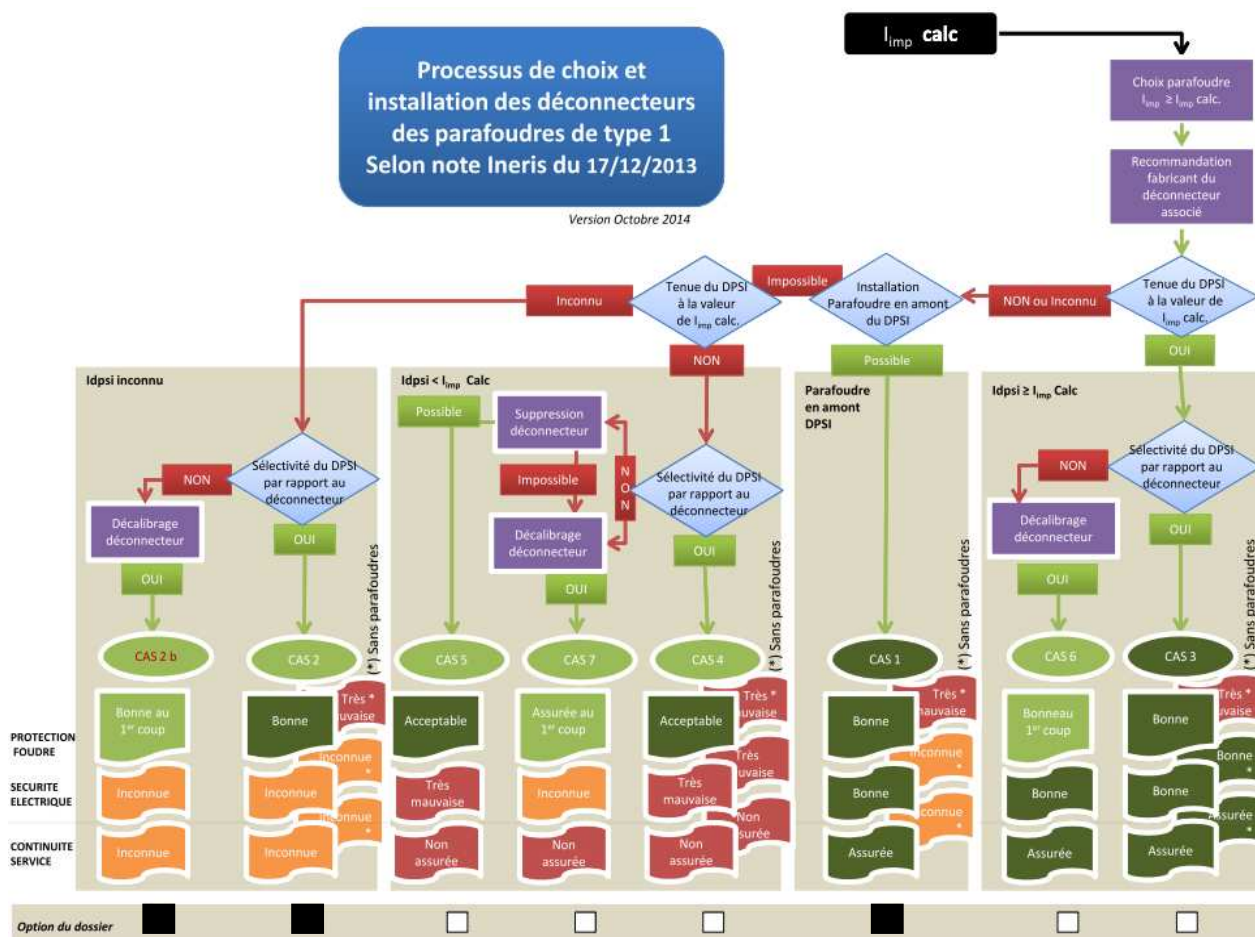 I_imp calc
Processus de choix et
installation des déconnecteurs
des parafoudres de type 1
Selon note Ineris du 17/12/2013
Version Octobre 2014
Choix parafoudre
I_imp ≥ I_imp calc.
Recommandation
fabricant du
déconnecteur
associé
Tenue du DPSI
à la valeur de
I_imp calc.
NON ou Inconnu
Installation
Parafoudre en amont
du DPSI
Impossible
Tenue du DPSI
à la valeur
de I_imp calc.
Inconnu
NON
Possible
OUI
Idpsi inconnu
Sélectivité du DPSI
par rapport au
déconnecteur
NON
Décalibrage
déconnecteur
OUI
OUI
(*) Sans parafoudres
Idpsi < I_imp Calc
Possible
Suppression
déconnecteur
Impossible
NON
Décalibrage
déconnecteur
Sélectivité du DPSI
par rapport au
déconnecteur
OUI
OUI
(*) Sans parafoudres
Parafoudre
en amont
DPSI
(*) Sans parafoudres
Idpsi ≥ I_imp Calc
Sélectivité du DPSI
par rapport au
déconnecteur
NON
Décalibrage
déconnecteur
OUI
OUI
(*) Sans parafoudres
CAS 2 b
CAS 2
CAS 5
CAS 7
CAS 4
CAS 1
CAS 6
CAS 3
PROTECTION
FOUDRE
Bonne au
1er coup
Bonne
Très *
uvaise
Acceptable
Assurée au
1er coup
Acceptable
Très *
uvaise
Bonne
Très *
uvaise
Bonneau
1er coup
Bonne
Très *
uvaise
SECURITE
ELECTRIQUE
Inconnue
Inconnue
Inconnue
*
Très
mauvaise
Inconnue
Très
mauvaise
Très
uvaise
Bonne
Inconnue
*
Bonne
Bonne
Bonne
*
CONTINUITE
SERVICE
Inconnue
Inconnue
Inconnue
*
Non
assurée
Non
assurée
Non
assurée
Non
ssurée
Assurée
Inconnue
*
Assurée
Assurée
Assurée
*
Option du dossier